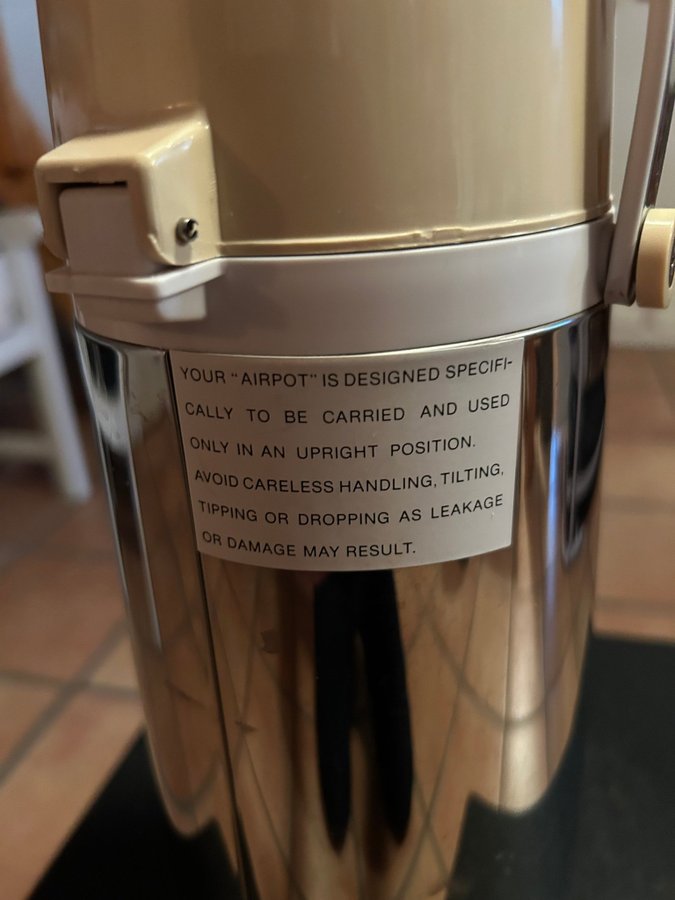 YOUR "AIRPOT" IS DESIGNED SPECIFI-
CALLY TO BE CARRIED AND USED
ONLY IN AN UPRIGHT POSITION.
AVOID CARELESS HANDLING, TILTING,
TIPPING OR DROPPING AS LEAKAGE
OR DAMAGE MAY RESULT.